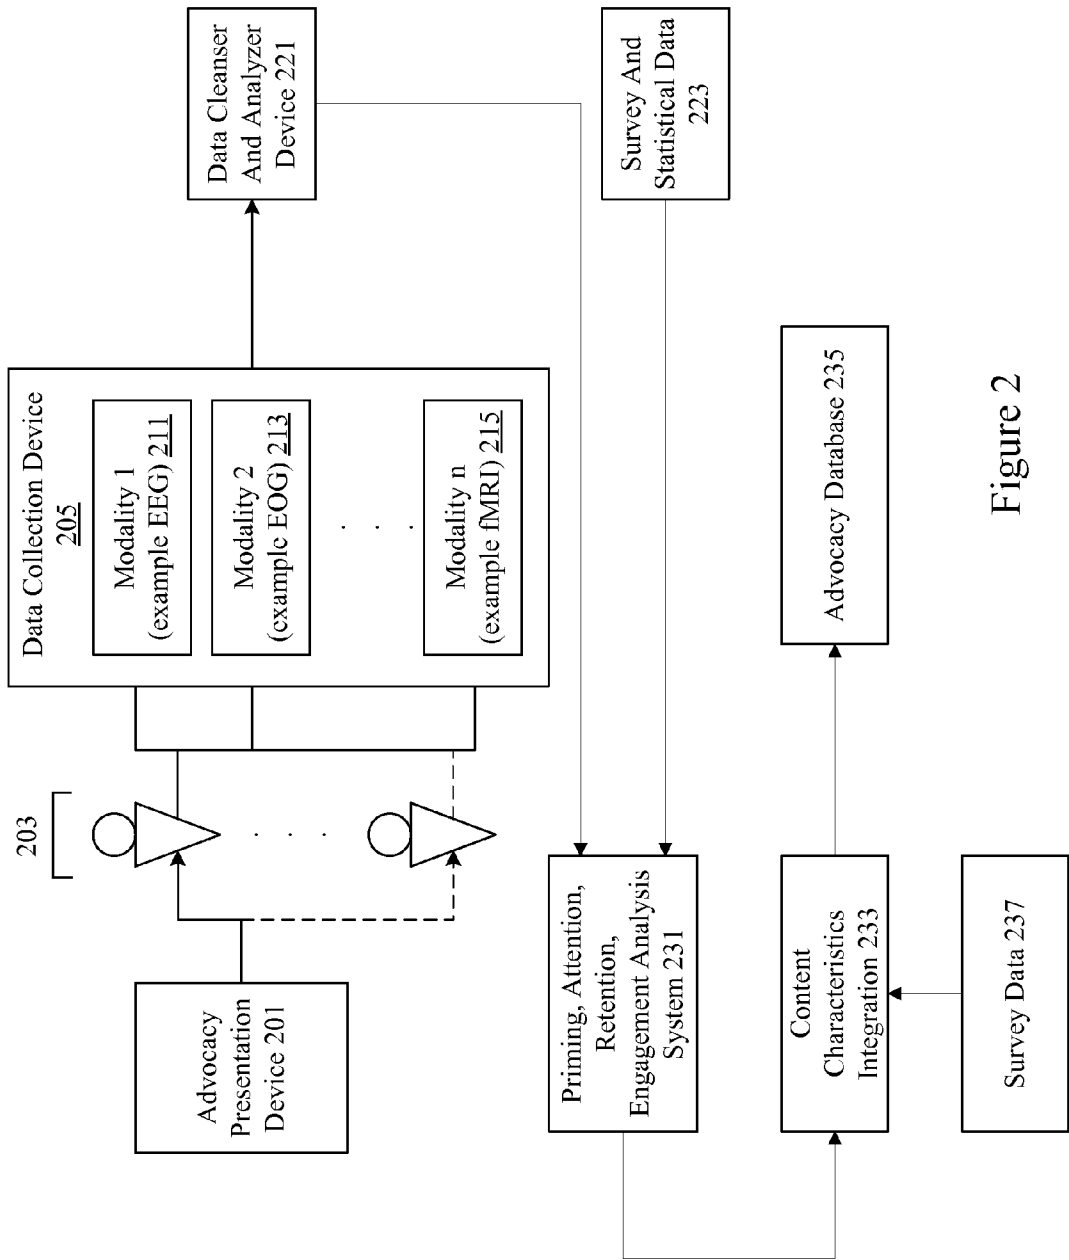 203
Advocacy
Presentation
Device 201
Data Collection Device
205
Modality 1
(example EEG) 211
Modality 2
(example EOG) 213
. . . .
Modality n
(example fMRI) 215
. . . .
Data Cleanser
And Analyzer
Device 221
Priming, Attention,
Retention,
Engagement Analysis
System 231
Survey And
Statistical Data
223
Content
Characteristics
Integration 233
Advocacy Database 235
Survey Data 237
Figure 2